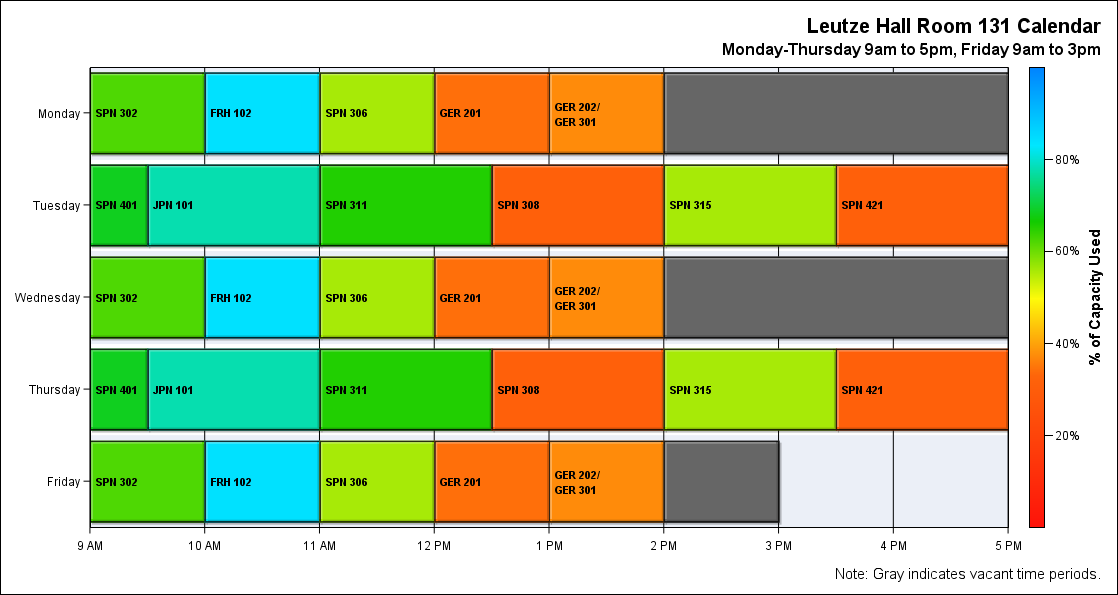 Leutze Hall Room 131 Calendar
Monday-Thursday 9am to 5pm, Friday 9am to 3pm
Monday
SPN 302
FRH 102
SPN 306
GER 201
GER 202/
GER 301
Tuesday
SPN 401
JPN 101
SPN 311
SPN 308
SPN 315
SPN 421
Wednesday
SPN 302
FRH 102
SPN 306
GER 201
GER 202/
GER 301
Thursday
SPN 401
JPN 101
SPN 311
SPN 308
SPN 315
SPN 421
Friday
SPN 302
FRH 102
SPN 306
GER 201
GER 202/
GER 301
9 AM
10 AM
11 AM
12 PM
1 PM
2 PM
3 PM
4 PM
5 PM
80%
60%
40%
20%
% of Capacity Used
Note: Gray indicates vacant time periods.